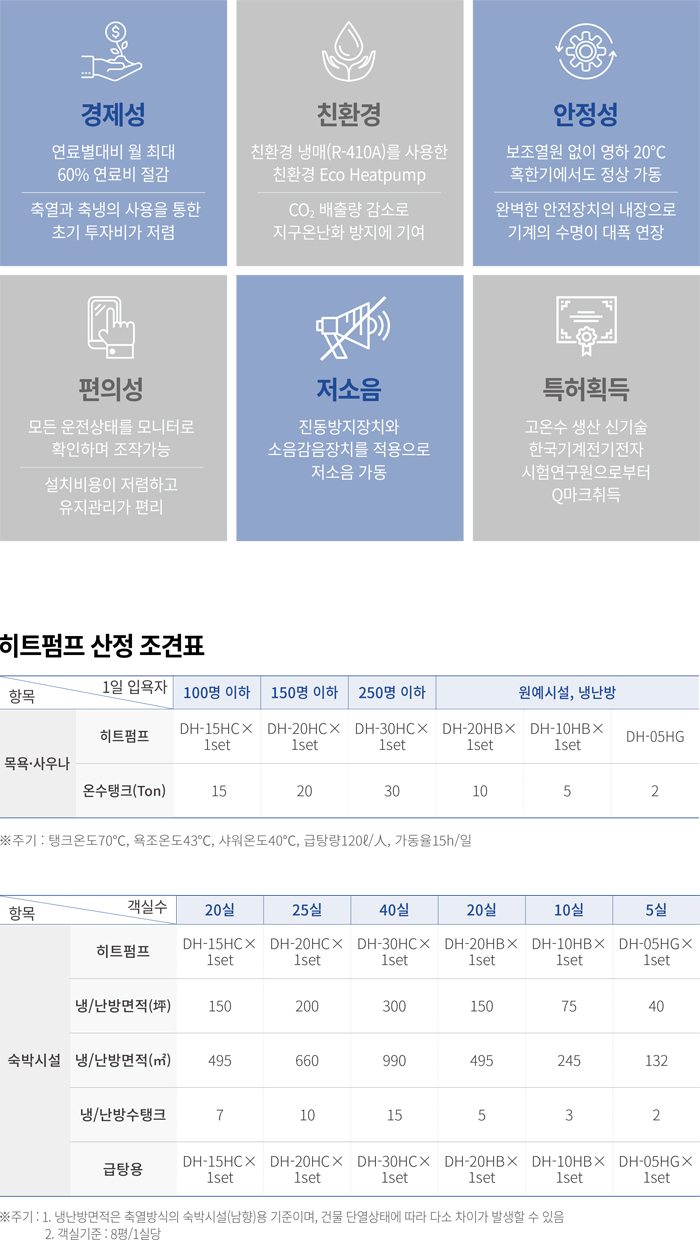 $
경제성
연료별대비 월 최대
60% 연료비 절감
축열과 축냉의 사용을 통한
초기 투자비가 저렴
친환경
친환경 냉매(R-410A)를 사용한
친환경 Eco Heatpump
CO₂ 배출량 감소로
지구온난화 방지에 기여
안정성
보조열원 없이 영하 20℃
혹한기에서도 정상 가동
완벽한 안전장치의 내장으로
기계의 수명이 대폭 연장
편의성
모든 운전상태를 모니터로
확인하며 조작가능
설치비용이 저렴하고
유지관리가 편리
저소음
진동방지장치와
소음감음장치를 적용으로
저소음 가동
특허획득
고온수 생산 신기술
한국기계전기전자
시험연구원으로부터
Q마크취득
히트펌프 산정 조견표
항목 1일 입욕자 100명 이하 150명 이하 250명 이하 원예시설, 냉난방
목욕·사우나 히트펌프 DH-15HC× DH-20HC× DH-30HC× DH-20HB× DH-10HB× DH-05HG
1set 1set 1set 1set 1set
온수탱크(Ton) 15 20 30 10 5 2
※주기 : 탱크온도70℃, 욕조온도43℃, 샤워온도40℃, 급탕량120ℓ/人, 가동율15h/일
항목 객실수 20실 25실 40실 20실 10실 5실
숙박시설 히트펌프 DH-15HC× DH-20HC× DH-30HC× DH-20HB× DH-10HB× DH-05HG×
1set 1set 1set 1set 1set 1set
냉/난방면적(坪) 150 200 300 150 75 40
냉/난방면적(㎡) 495 660 990 495 245 132
냉/난방수탱크 7 10 15 5 3 2
급탕용 DH-15HC× DH-20HC× DH-30HC× DH-20HB× DH-10HB× DH-05HG×
1set 1set 1set 1set 1set 1set
※주기 : 1. 냉난방면적은 축열방식의 숙박시설(남향)용 기준이며, 건물 단열상태에 따라 다소 차이가 발생할 수 있음
2. 객실기준 : 8평/1실당